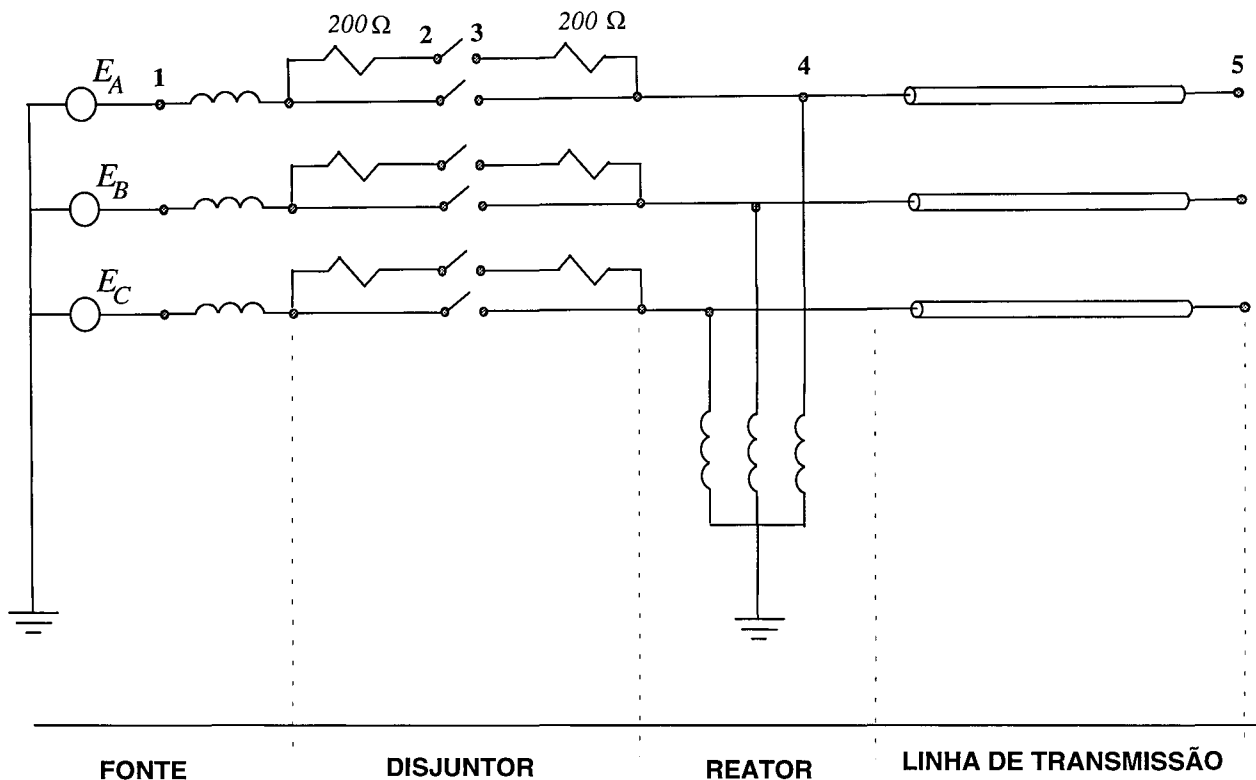 200 Ω 2 3 200 Ω
E_A 1 4 5
E_B
E_C
FONTE DISJUNTOR REATOR LINHA DE TRANSMISSÃO